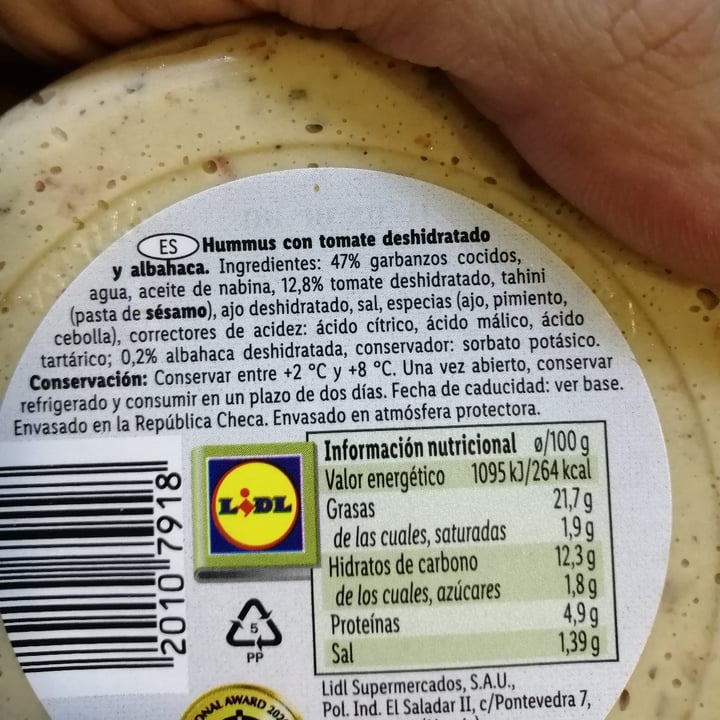 ES Hummus con tomate deshidratado
y albahaca. Ingredientes: 47% garbanzos cocidos,
agua, aceite de nabina, 12,8% tomate deshidratado, tahini
(pasta de sésamo), ajo deshidratado, sal, especias (ajo, pimiento,
cebolla), correctores de acidez: ácido cítrico, ácido málico, ácido
tartárico; 0,2% albahaca deshidratada, conservador: sorbato potásico.
Conservación: Conservar entre +2 °C y +8 °C. Una vez abierto, conservar
refrigerado y consumir en un plazo de dos días. Fecha de caducidad: ver base.
Envasado en la República Checa. Envasado en atmósfera protectora.
2010 7918
LIDL
5
PP
Información nutricional ø/100 g
Valor energético 1095 kJ/264 kcal
Grasas 21,7 g
de las cuales, saturadas 1,9 g
Hidratos de carbono 12,3 g
de los cuales, azúcares 1,8 g
Proteínas 4,9 g
Sal 1,39 g
Lidl Supermercados, S.A.U.,
Pol. Ind. El Saladar II, c/Pontevedra 7,
AWARD